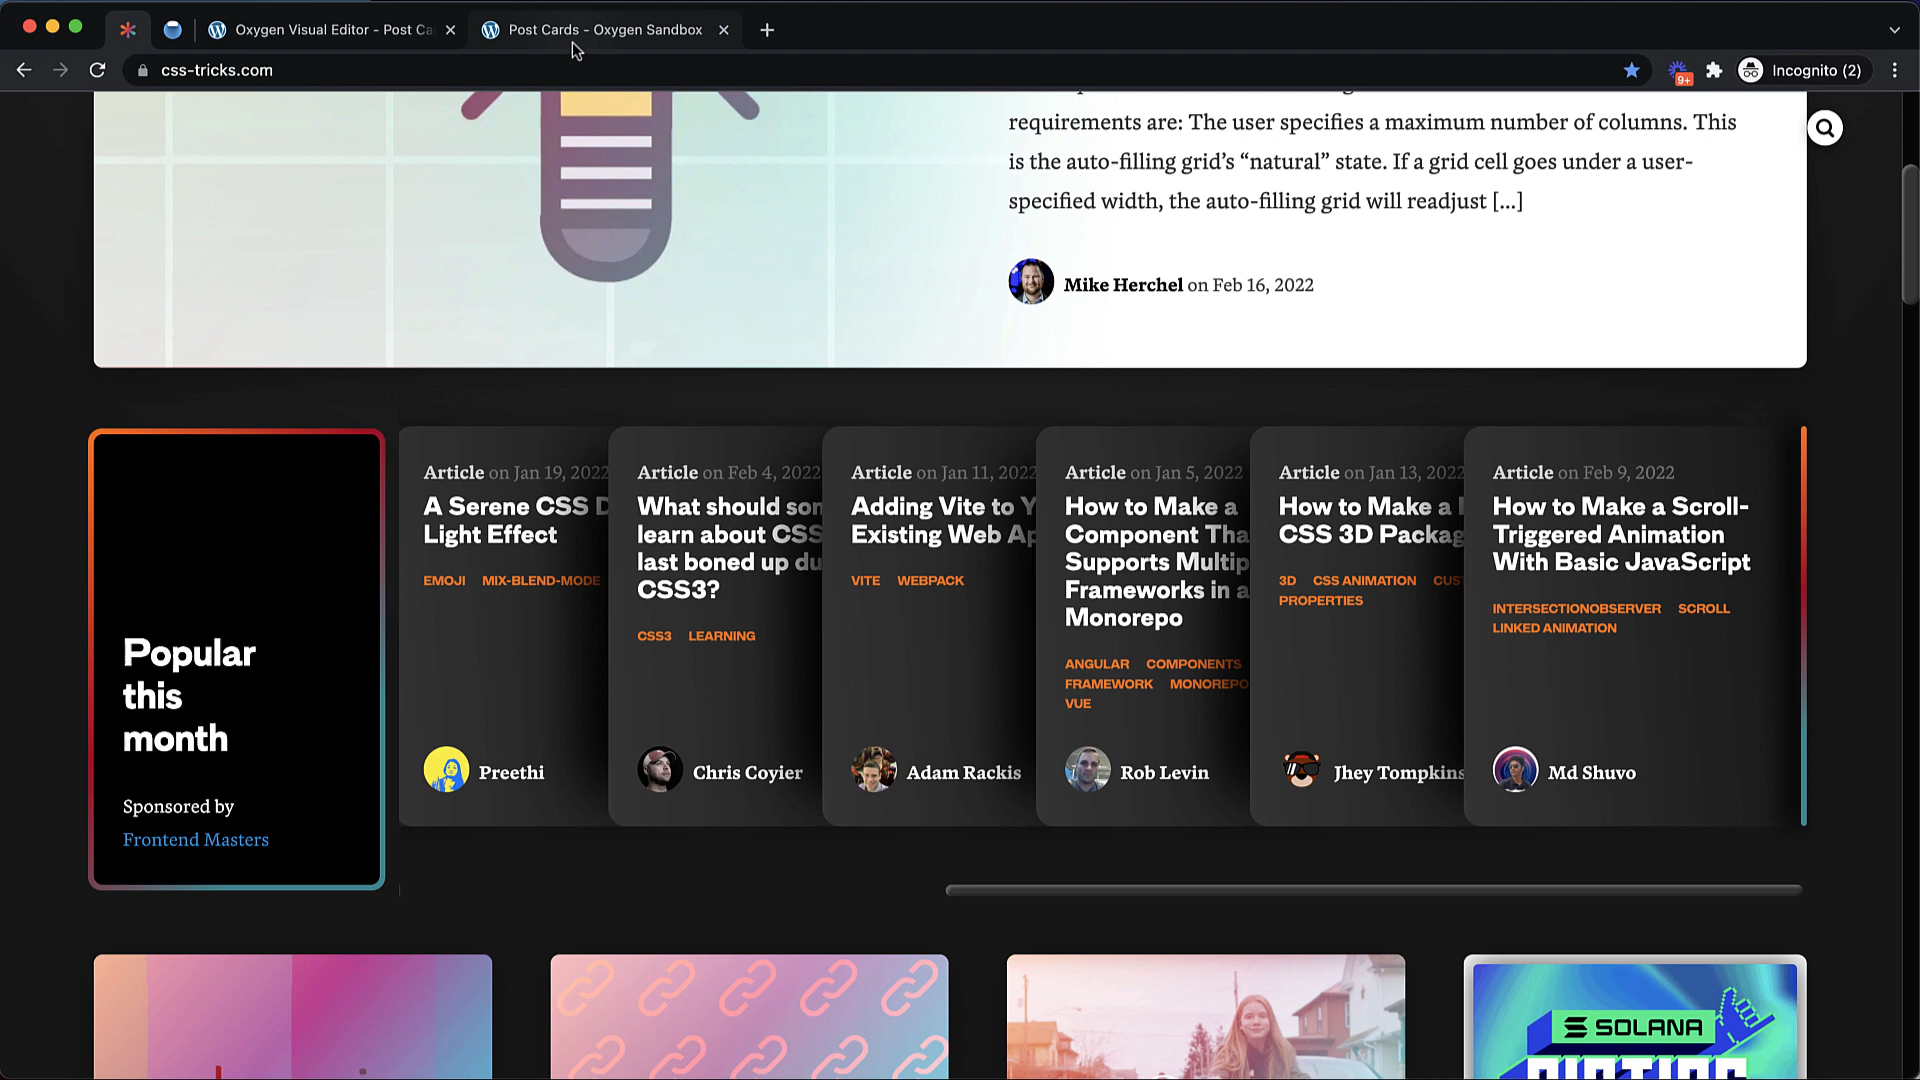 Oxygen Visual Editor - Post Ca
Post Cards - Oxygen Sandbox
css-tricks.com
9+
Incognito (2)
requirements are: The user specifies a maximum number of columns. This
is the auto-filling grid’s “natural” state. If a grid cell goes under a user-
specified width, the auto-filling grid will readjust […]
Mike Herchel on Feb 16, 2022
Popular
this
month
Sponsored by
Frontend Masters
Article on Jan 19, 2022
A Serene CSS D
Light Effect
EMOJI MIX-BLEND-MODE
Preethi
Article on Feb 4, 2022
What should som
learn about CSS
last boned up du
CSS3?
CSS3 LEARNING
Chris Coyier
Article on Jan 11, 2022
Adding Vite to Y
Existing Web Ap
VITE WEBPACK
Adam Rackis
Article on Jan 5, 2022
How to Make a
Component Tha
Supports Multip
Frameworks in a
Monorepo
ANGULAR COMPONENTS
FRAMEWORK MONOREPO
VUE
Rob Levin
Article on Jan 13, 2022
How to Make a
CSS 3D Packag
3D CSS ANIMATION CUST
PROPERTIES
Jhey Tompkins
Article on Feb 9, 2022
How to Make a Scroll-
Triggered Animation
With Basic JavaScript
INTERSECTIONOBSERVER SCROLL
LINKED ANIMATION
Md Shuvo
SOLANA